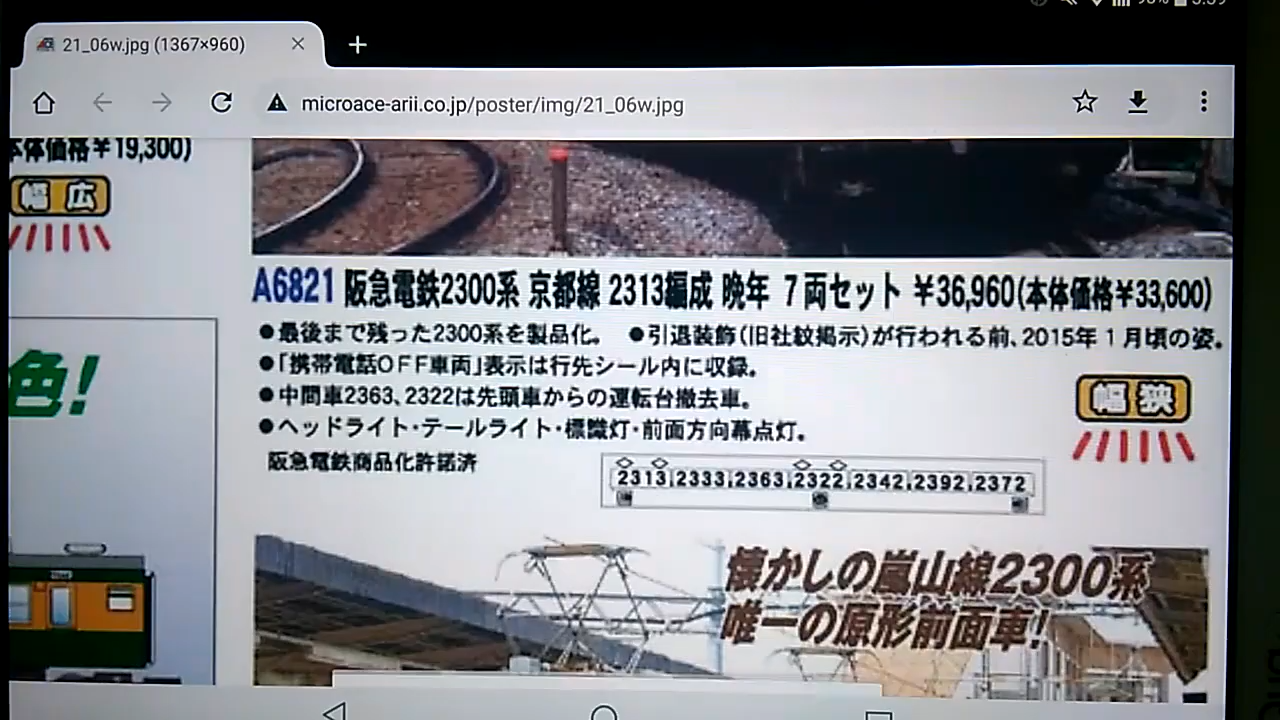 21_06w.jpg (1367×960)
microace-arii.co.jp/poster/img/21_06w.jpg
本体価格￥19,300)
幅広
色!
A6821 阪急電鉄2300系 京都線 2313編成 晩年 7両セット ￥36,960(本体価格￥33,600)
●最後まで残った2300系を製品化。 ●引退装飾(旧社紋掲示)が行われる前、2015年1月頃の姿。
●「携帯電話OFF車両」表示は行先シール内に収録。
●中間車2363、2322は先頭車からの運転台撤去車。
●ヘッドライト・テールライト・標識灯・前面方向幕点灯。
幅狭
阪急電鉄商品化許諾済
2313 2333 2363 2322 2342 2392 2372
懐かしの嵐山線2300系
唯一の原形前面車!